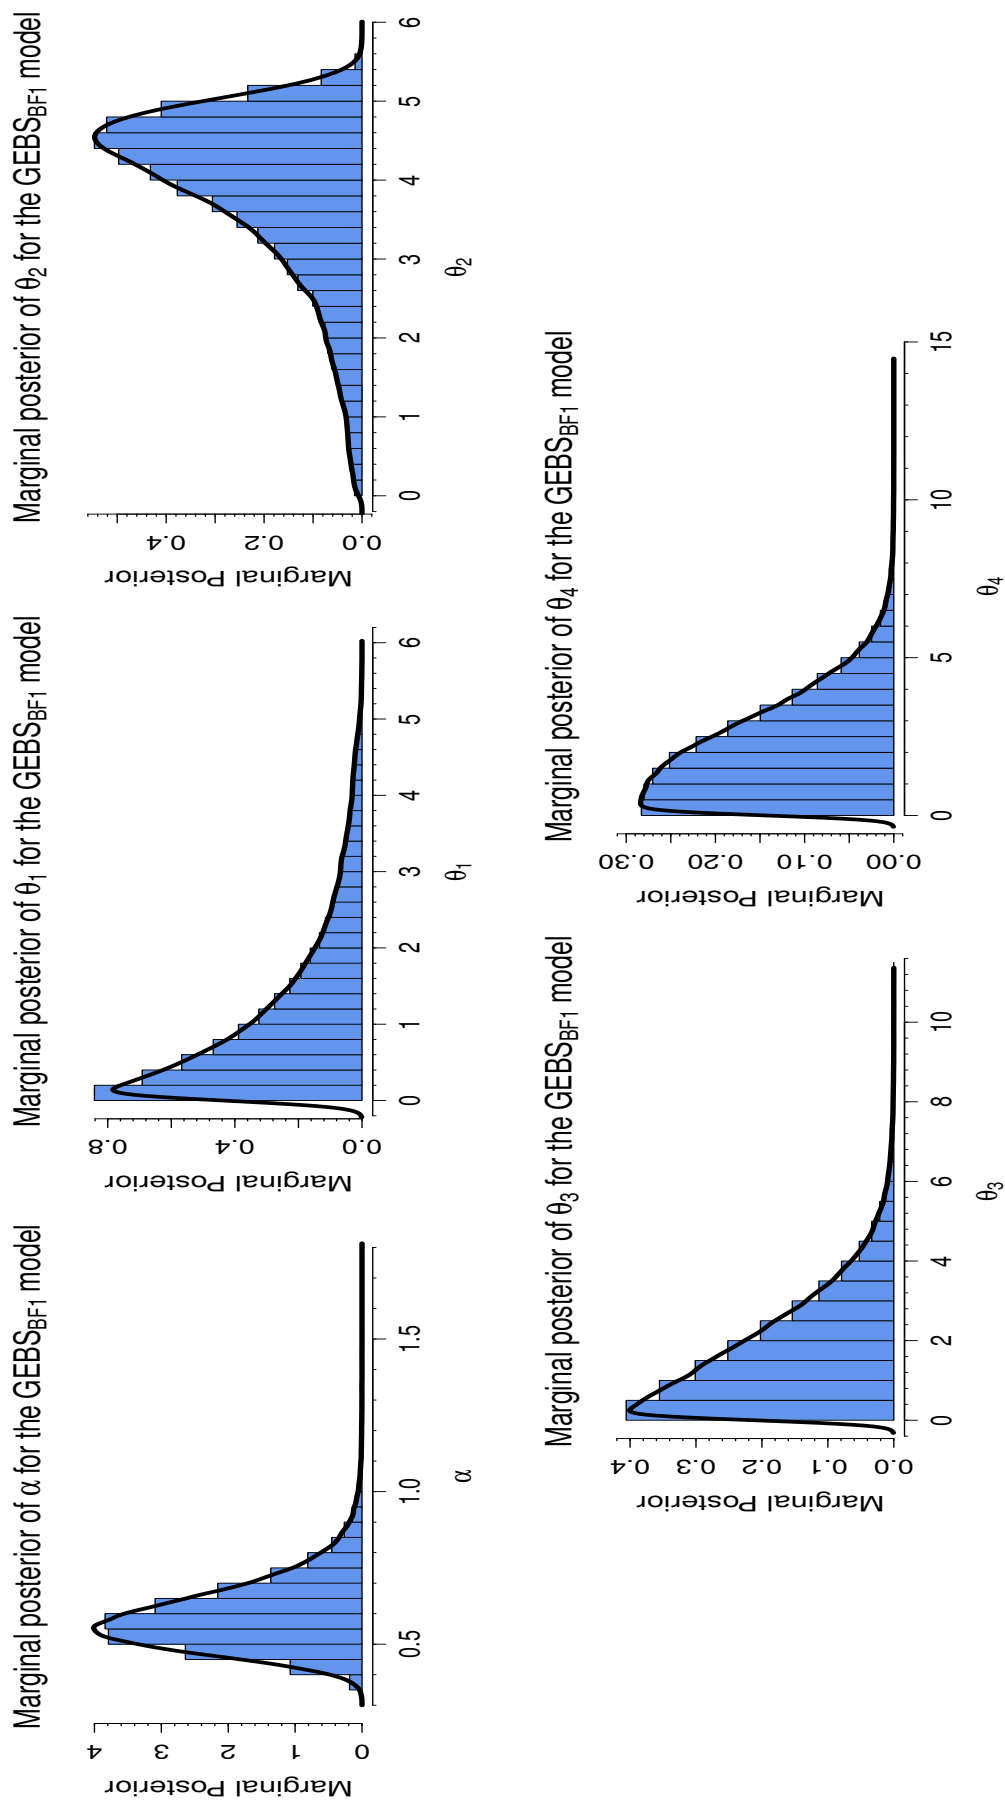 Marginal posterior of α for the GEBS_BF1 model
Marginal Posterior
0 1 2 3 4
0.5 1.0 1.5
α
Marginal posterior of θ1 for the GEBS_BF1 model
Marginal Posterior
0.0 0.4 0.8
0 1 2 3 4 5 6
θ1
Marginal posterior of θ2 for the GEBS_BF1 model
Marginal Posterior
0.0 0.2 0.4
0 1 2 3 4 5 6
θ2
Marginal posterior of θ3 for the GEBS_BF1 model
Marginal Posterior
0.0 0.1 0.2 0.3 0.4
0 2 4 6 8 10
θ3
Marginal posterior of θ4 for the GEBS_BF1 model
Marginal Posterior
0.00 0.10 0.20 0.30
0 5 10 15
θ4